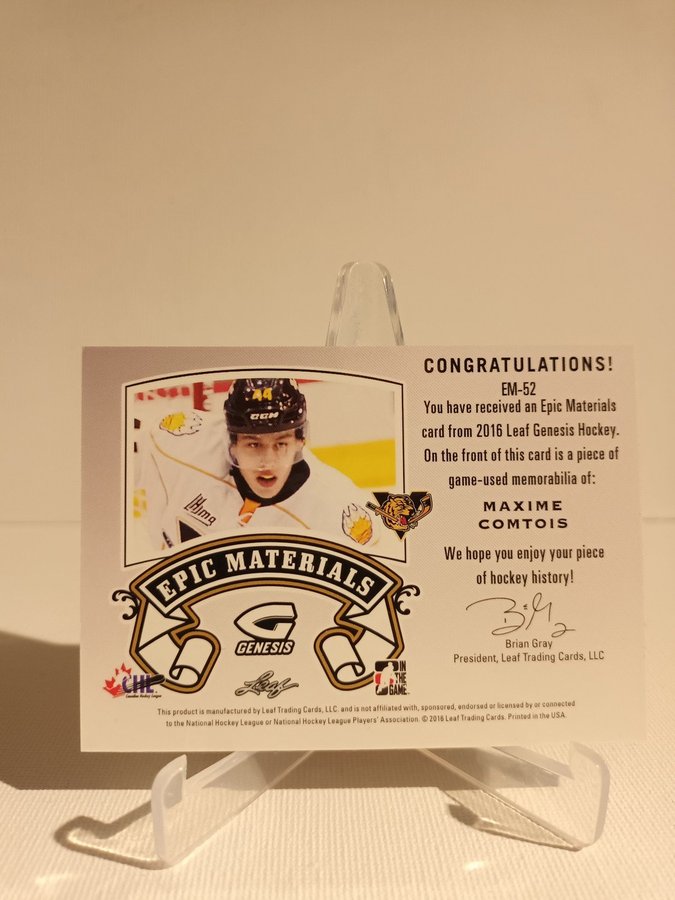 CONGRATULATIONS!
EM-52
You have received an Epic Materials
card from 2016 Leaf Genesis Hockey.
On the front of this card is a piece of
game-used memorabilia of:
MAXIME
COMTOIS
We hope you enjoy your piece
of hockey history!
Brian Gray
President, Leaf Trading Cards, LLC
44
CCM
LHJMQ
EPIC MATERIALS
G
GENESIS
Leaf
CHL
Canadian Hockey League
IN
THE
GAME
This product is manufactured by Leaf Trading Cards, LLC. and is not affiliated with, sponsored, endorsed or licensed by or connected
to the National Hockey League or National Hockey League Players' Association. © 2016 Leaf Trading Cards. Printed in the USA.